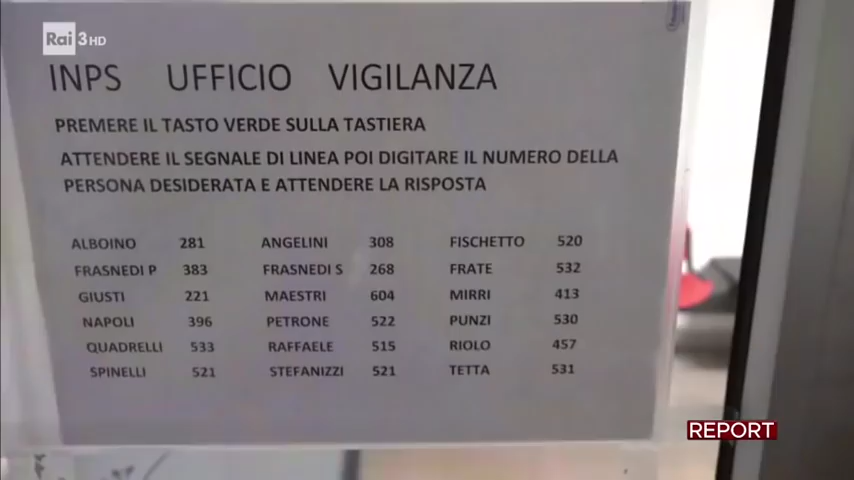 Rai 3 HD
INPS UFFICIO VIGILANZA
PREMERE IL TASTO VERDE SULLA TASTIERA
ATTENDERE IL SEGNALE DI LINEA POI DIGITARE IL NUMERO DELLA
PERSONA DESIDERATA E ATTENDERE LA RISPOSTA
ALBOINO 281 ANGELINI 308 FISCHETTO 520
FRASNEDI P 383 FRASNEDI S 268 FRATE 532
GIUSTI 221 MAESTRI 604 MIRRI 413
NAPOLI 396 PETRONE 522 PUNZI 530
QUADRELLI 533 RAFFAELE 515 RIOLO 457
SPINELLI 521 STEFANIZZI 521 TETTA 531
REPORT